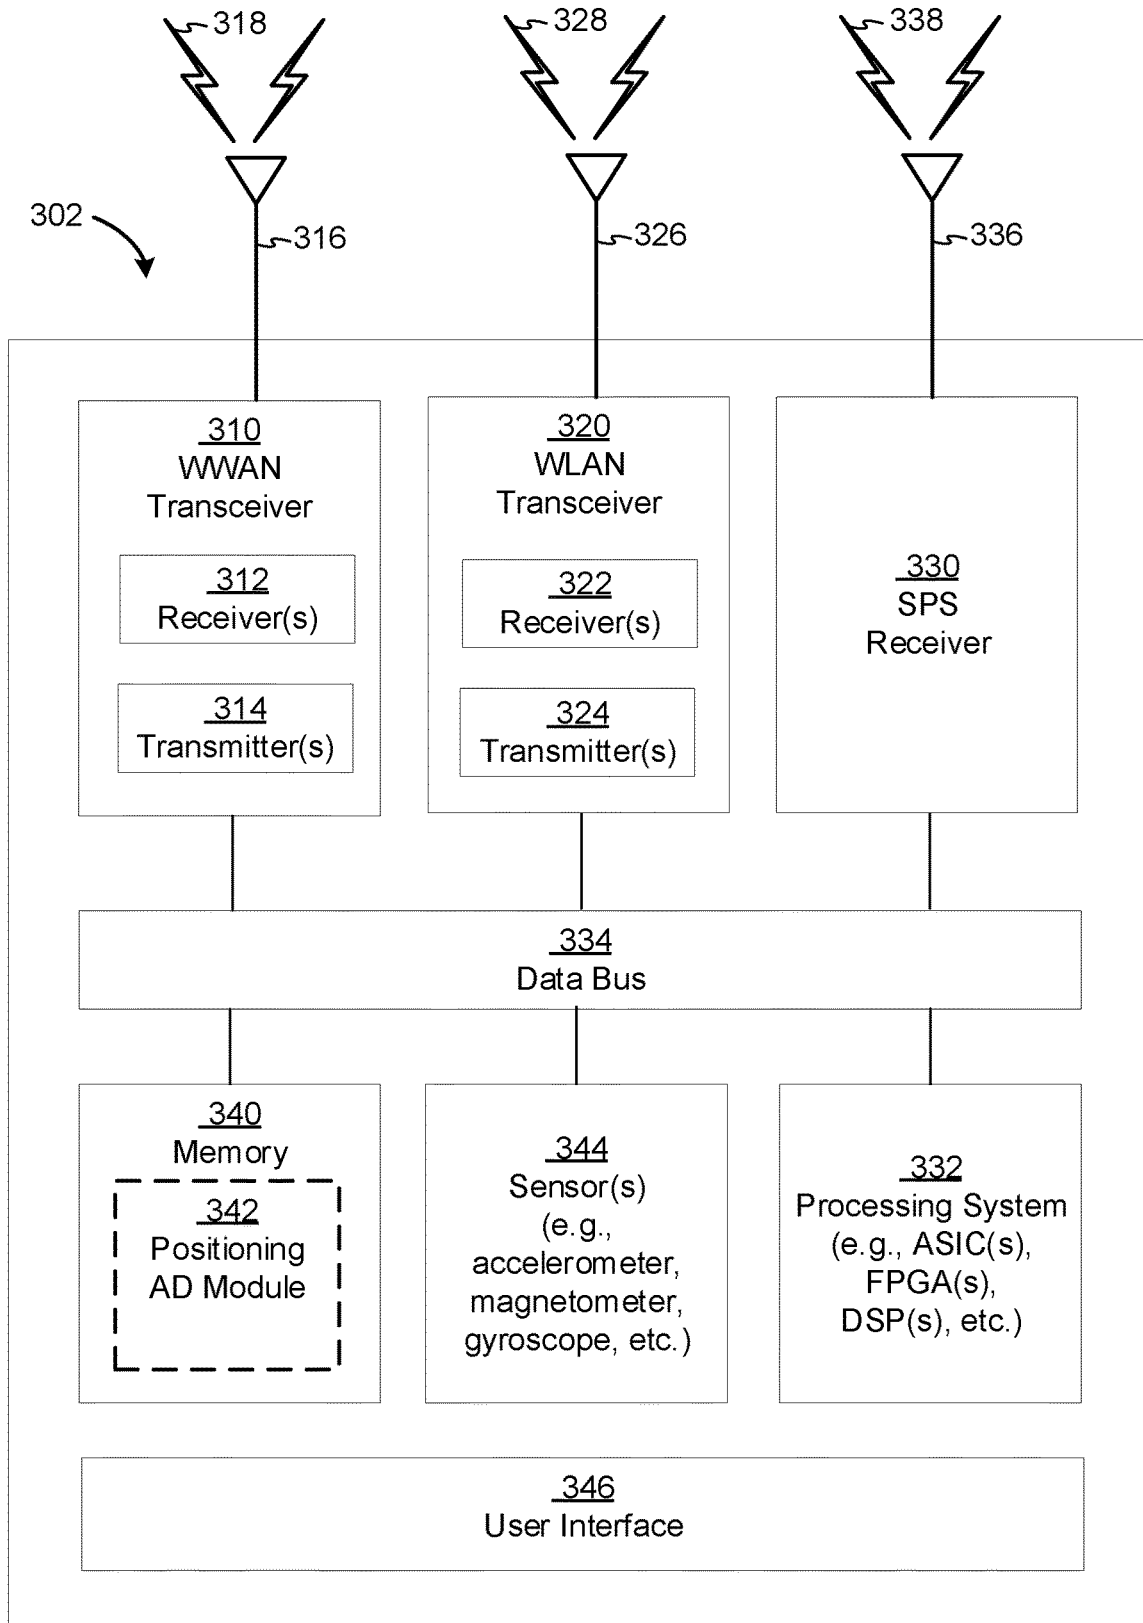 318
328
338
302
316
326
336
310
WWAN
Transceiver
312
Receiver(s)
314
Transmitter(s)
320
WLAN
Transceiver
322
Receiver(s)
324
Transmitter(s)
330
SPS
Receiver
334
Data Bus
340
Memory
342
Positioning
AD Module
344
Sensor(s)
(e.g.,
accelerometer,
magnetometer,
gyroscope, etc.)
332
Processing System
(e.g., ASIC(s),
FPGA(s),
DSP(s), etc.)
346
User Interface